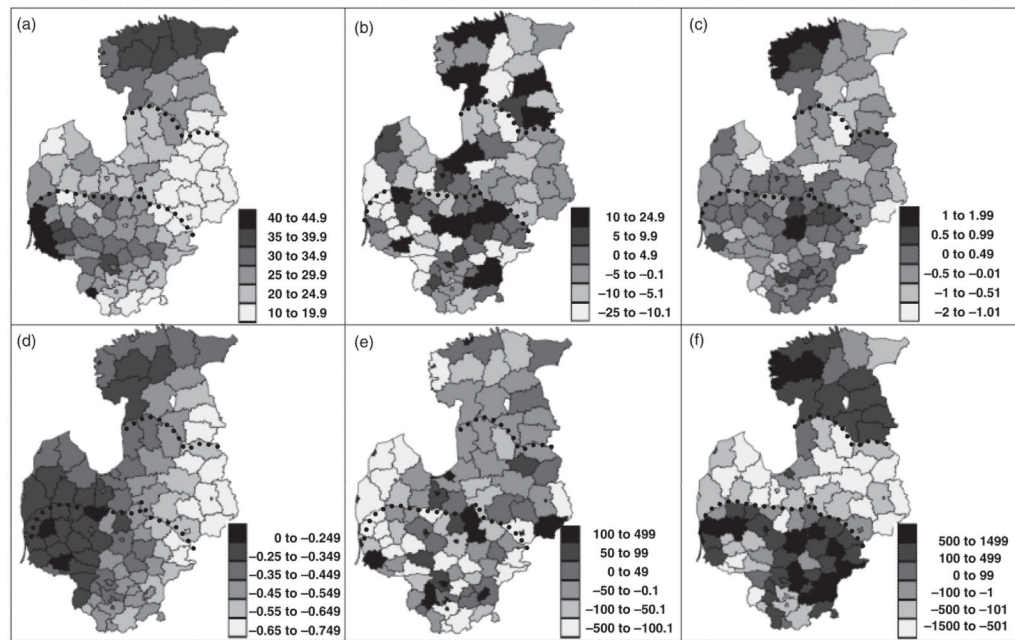 (a)
40 to 44.9
35 to 39.9
30 to 34.9
25 to 29.9
20 to 24.9
10 to 19.9
(b)
10 to 24.9
5 to 9.9
0 to 4.9
–5 to –0.1
–10 to –5.1
–25 to –10.1
(c)
1 to 1.99
0.5 to 0.99
0 to 0.49
–0.5 to –0.01
–1 to –0.51
–2 to –1.01
(d)
0 to –0.249
–0.25 to –0.349
–0.35 to –0.449
–0.45 to –0.549
–0.55 to –0.649
–0.65 to –0.749
(e)
100 to 499
50 to 99
0 to 49
–50 to –0.1
–100 to –50.1
–500 to –100.1
(f)
500 to 1499
100 to 499
0 to 99
–100 to –1
–500 to –101
–1500 to –501